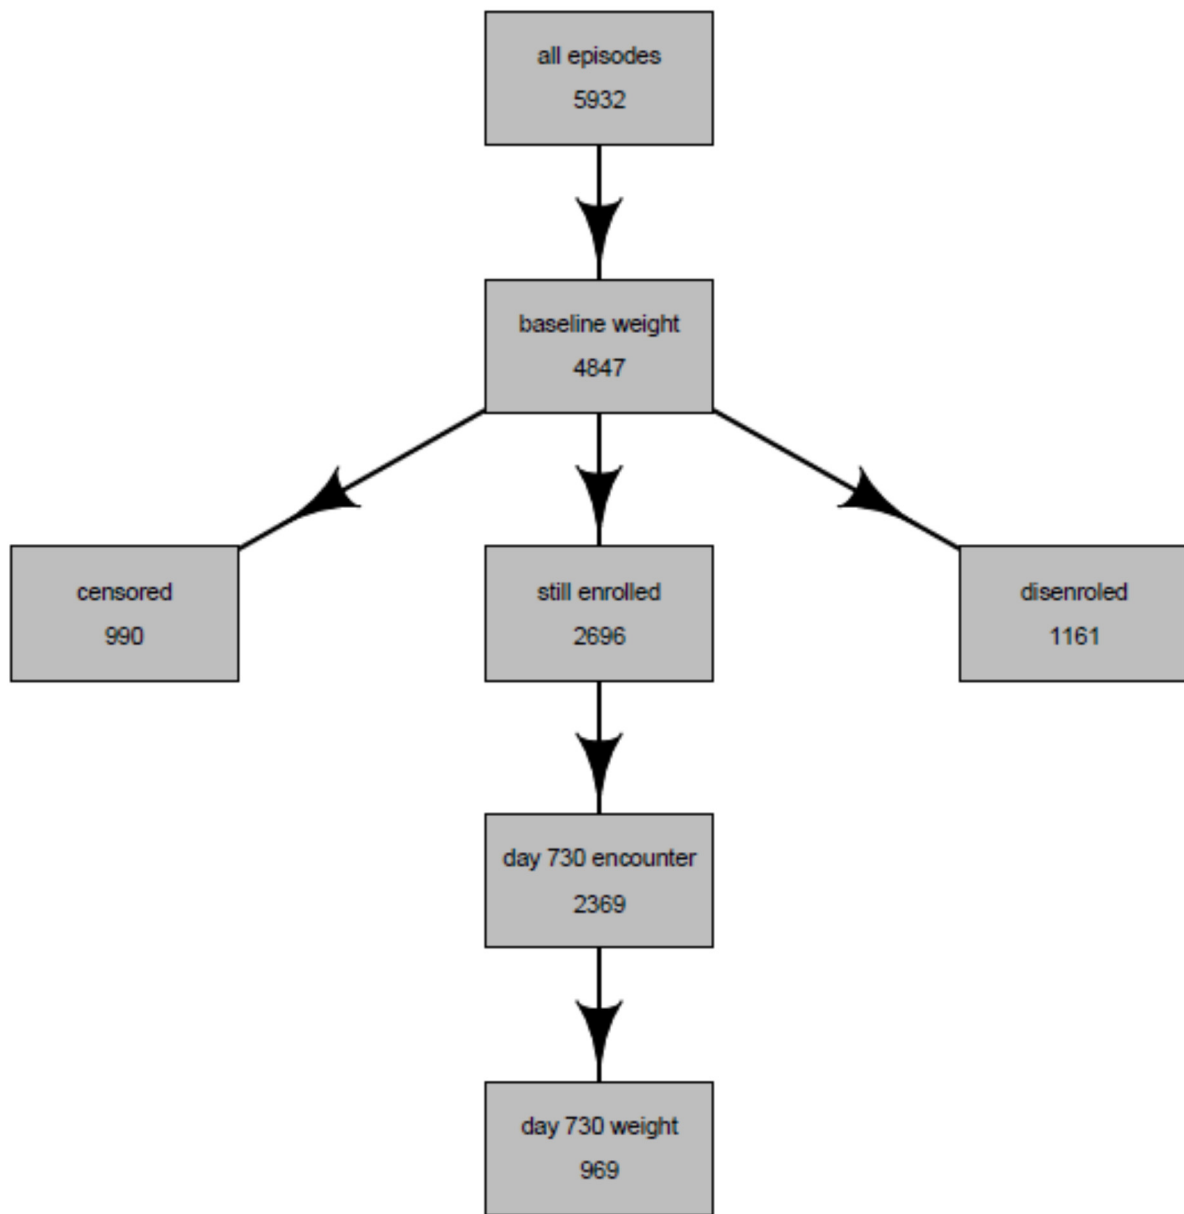 all episodes
5932
baseline weight
4847
censored
990
still enrolled
2696
disenroled
1161
day 730 encounter
2369
day 730 weight
969